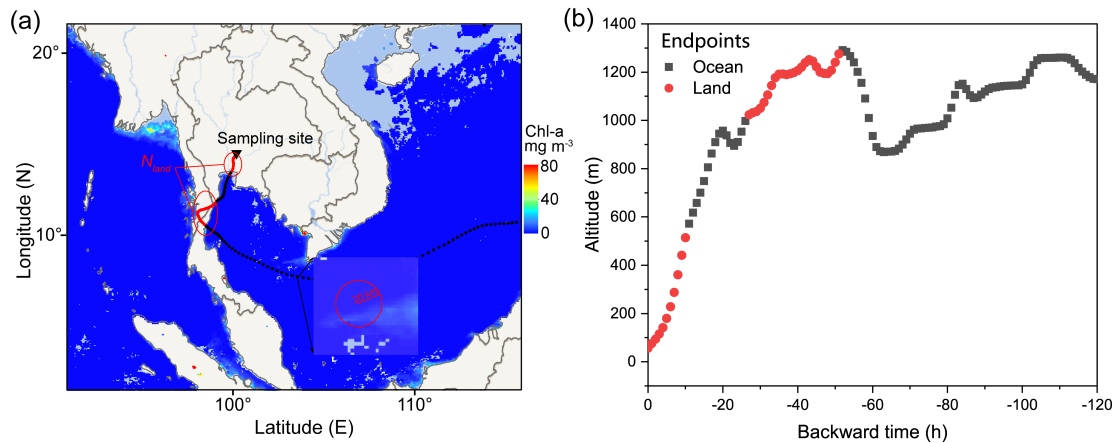 (a)
20°
10°
Longitude (N)
Sampling site
N_land
100°
110°
Latitude (E)
Chl-a
mg m⁻³
80
40
0
(b)
1400
1200
1000
800
600
400
200
0
Altitude (m)
Endpoints
Ocean
Land
0
-20
-40
-60
-80
-100
-120
Backward time (h)